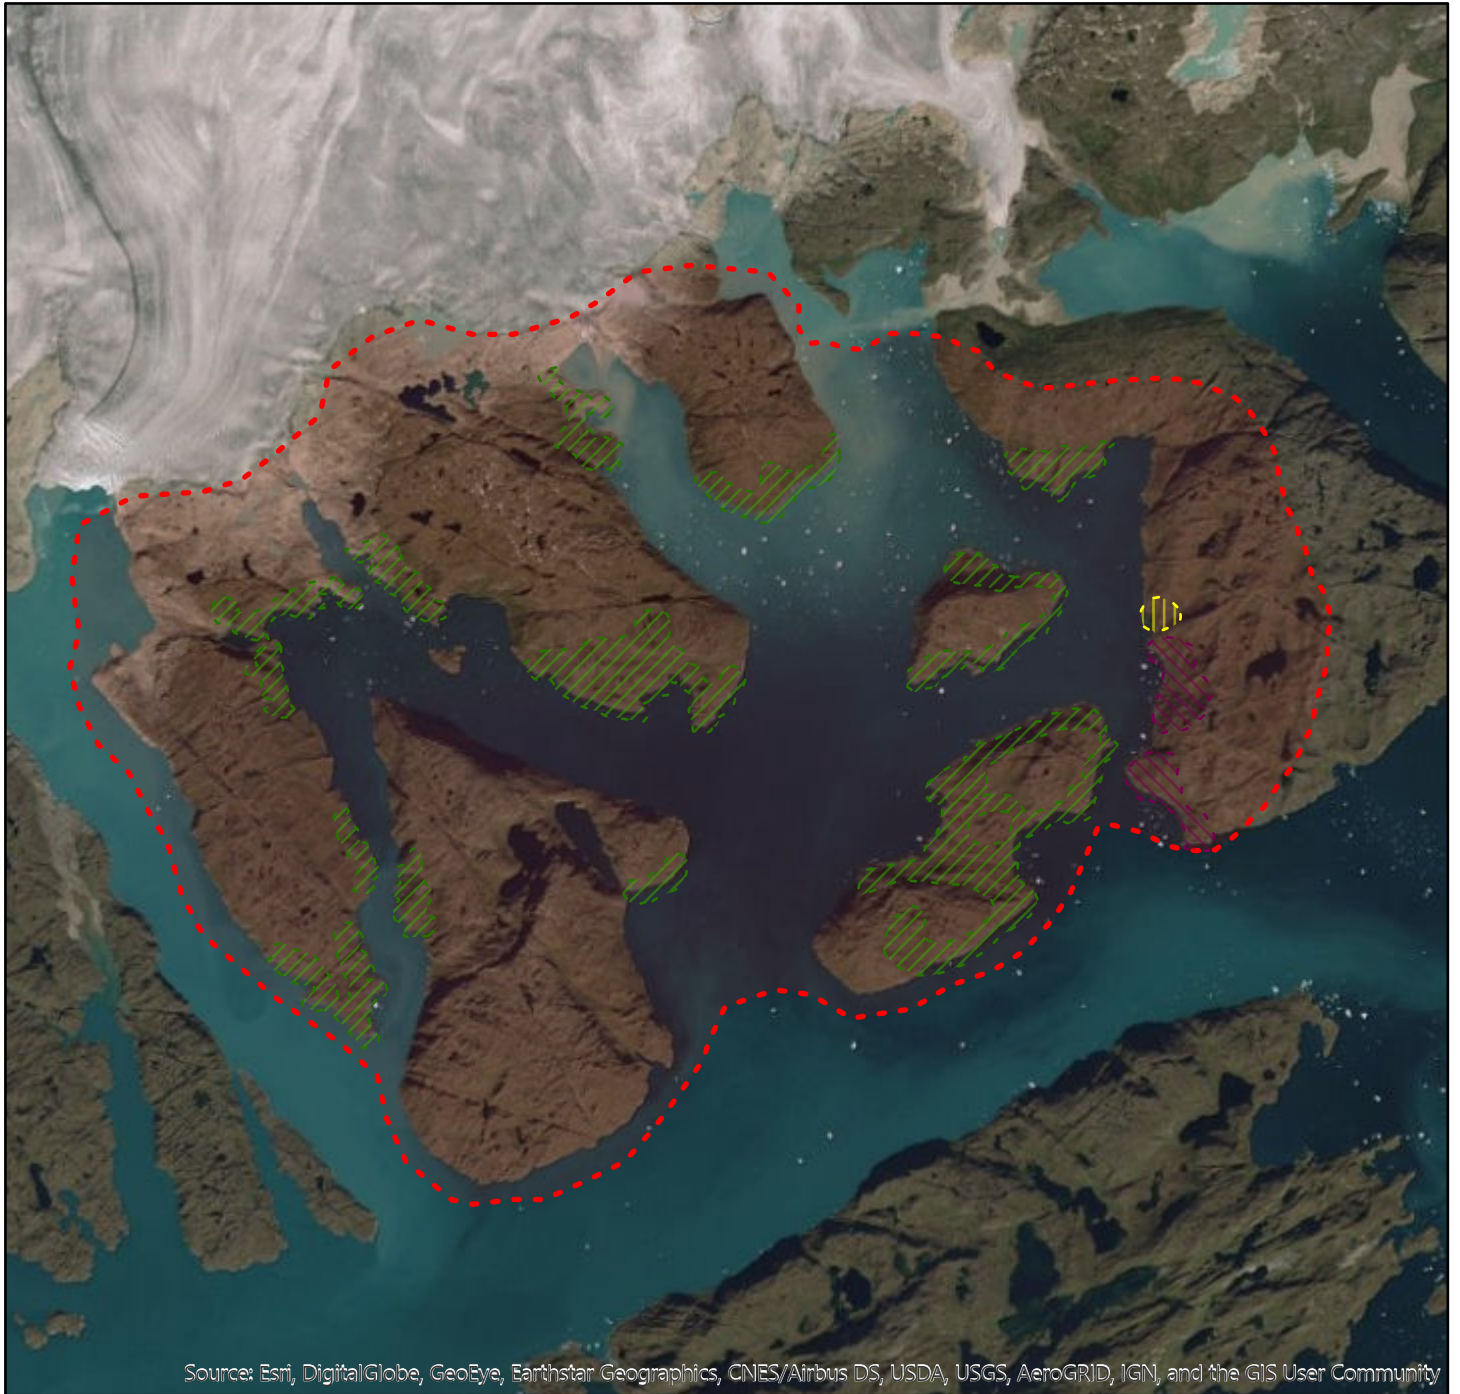 Source: Esri, DigitalGlobe, GeoEye, Earthstar Geographics, CNES/Airbus DS, USDA, USGS, AeroGRID, IGN, and the GIS User Community